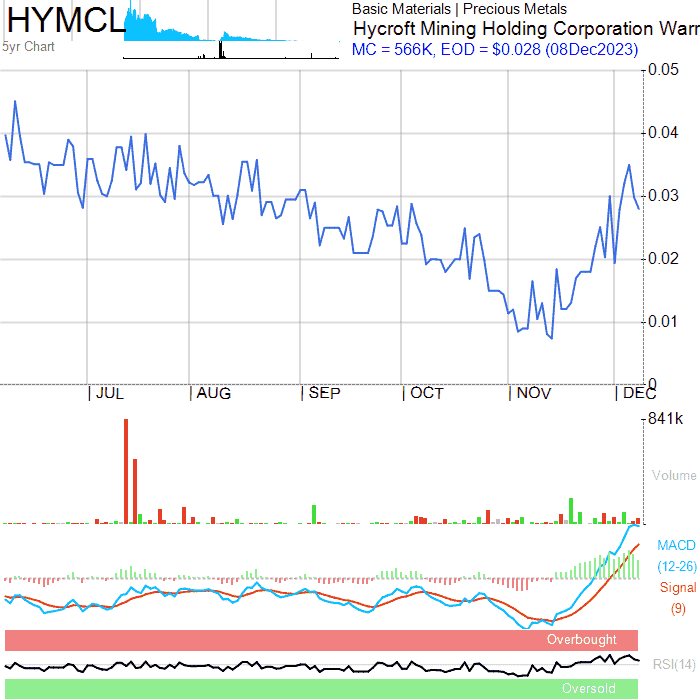 HYMCL
Basic Materials | Precious Metals
Hycroft Mining Holding Corporation Warr
5yr Chart
MC = 566K, EOD = $0.028 (08Dec2023)
0.05
0.04
0.03
0.02
0.01
0
JUL AUG SEP OCT NOV DEC
841k
Volume
MACD
(12-26)
Signal
(9)
Overbought
RSI(14)
Oversold